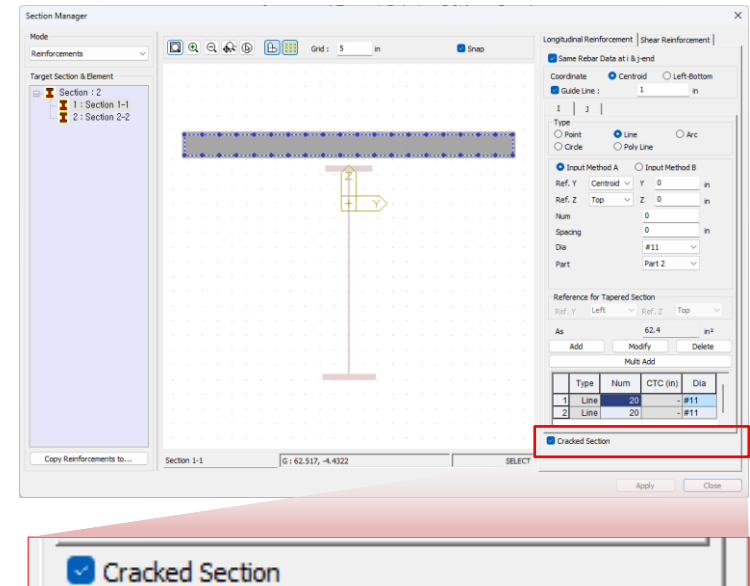 Section Manager
Mode
Reinforcements
Target Section & Element
Section : 2
1 : Section 1-1
2 : Section 2-2
Copy Reinforcements to...
Grid : 5 in Snap
Z
Y
Section 1-1 G : 62.517, -4.4322 SELECT
Longitudinal Reinforcement Shear Reinforcement
Same Rebar Data at i & j-end
Coordinate Centroid Left-Bottom
Guide Line : 1 in
I J
Type
Point Line Arc
Circle Poly Line
Input Method A Input Method B
Ref. Y Centroid Y 0 in
Ref. Z Top Z 0 in
Num 0
Spacing 0 in
Dia #11
Part Part 2
Reference for Tapered Section
Ref. Y Left Ref. Z Top
As 62.4 in²
Add Modify Delete
Multi Add
Type Num CTC (in) Dia
1 Line 20 - #11
2 Line 20 - #11
Cracked Section
Apply Close
Cracked Section